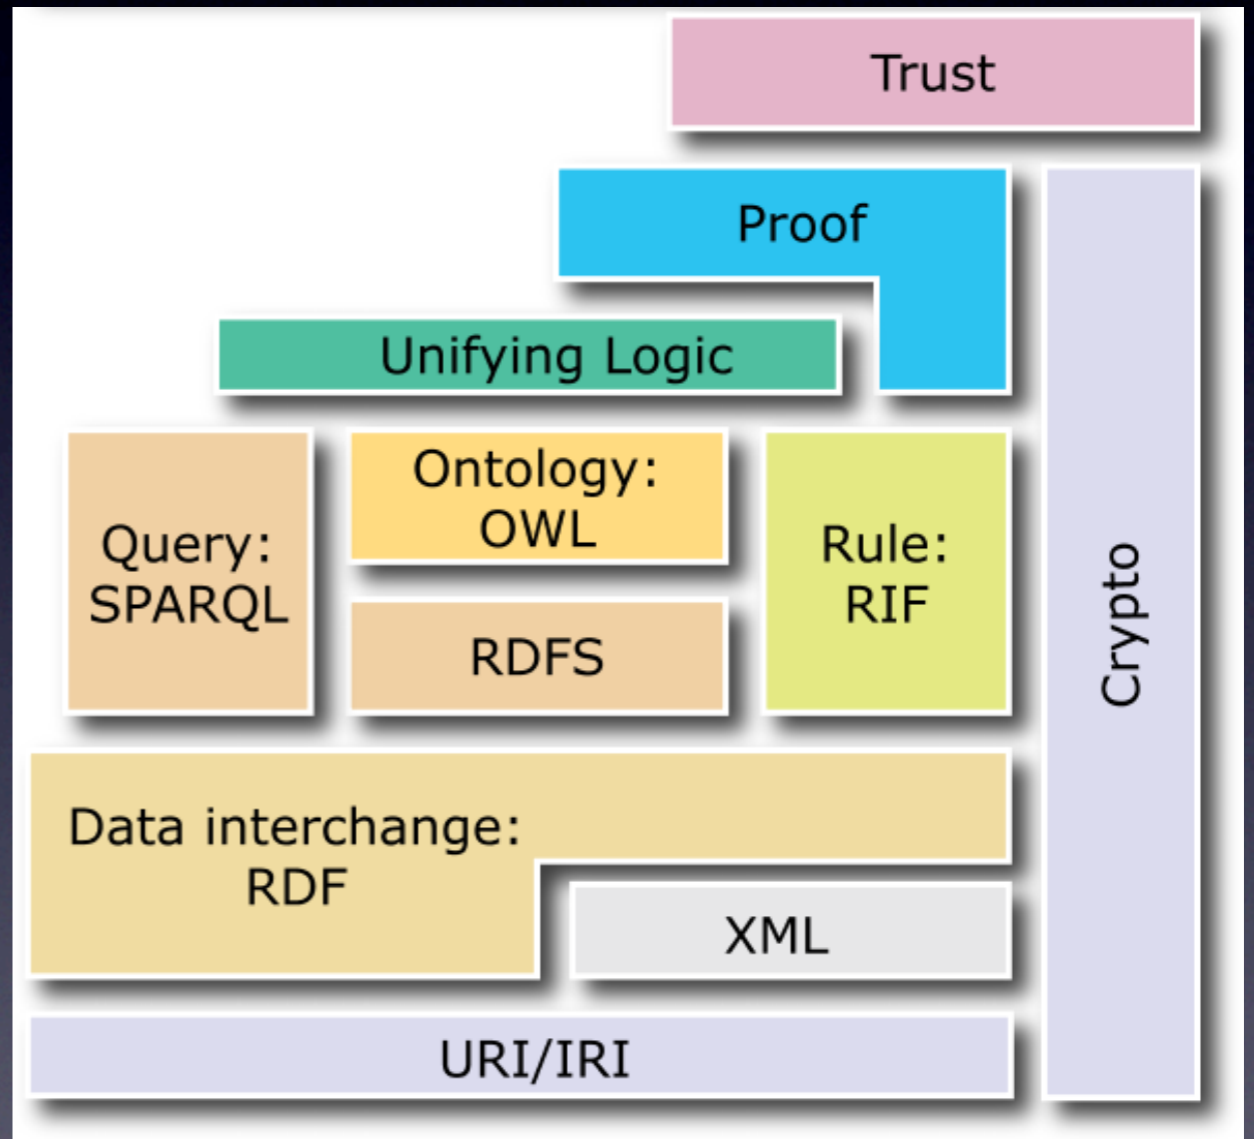 Trust
Proof
Unifying Logic
Query:
SPARQL
Ontology:
OWL
RDFS
Rule:
RIF
Crypto
Data interchange:
RDF
XML
URI/IRI